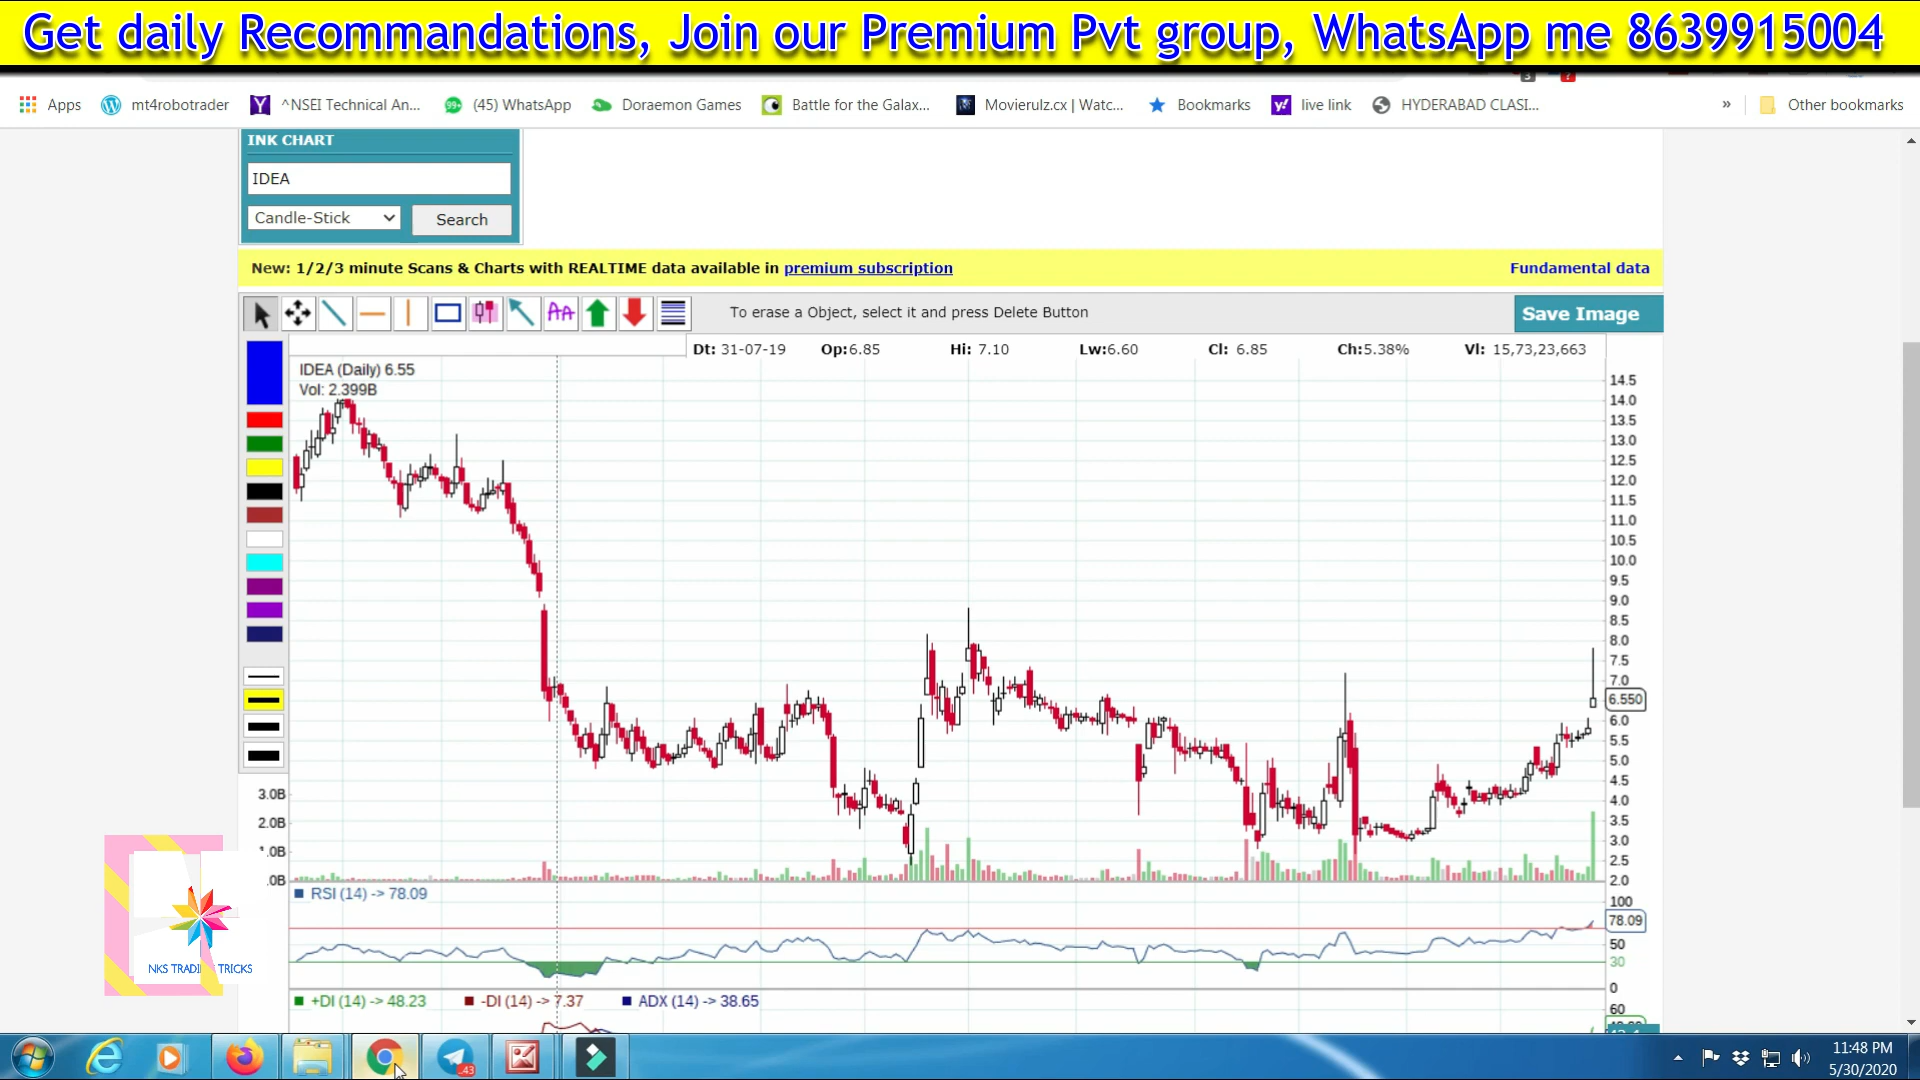 Get daily Recommandations, Join our Premium Pvt group, WhatsApp me 8639915004
Apps mt4robotrader ^NSEI Technical An... (45) WhatsApp Doraemon Games Battle for the Galax... Movierulz.cx | Watc... Bookmarks live link HYDERABAD CLASI... » Other bookmarks
INK CHART
IDEA
Candle-Stick Search
New: 1/2/3 minute Scans & Charts with REALTIME data available in premium subscription Fundamental data
AA To erase a Object, select it and press Delete Button Save Image
Dt: 31-07-19 Op:6.85 Hi: 7.10 Lw:6.60 Cl: 6.85 Ch:5.38% Vl: 15,73,23,663
IDEA (Daily) 6.55
Vol: 2.399B
14.5
14.0
13.5
13.0
12.5
12.0
11.5
11.0
10.5
10.0
9.5
9.0
8.5
8.0
7.5
7.0
6.550
6.0
5.5
5.0
4.5
3.0B 4.0
2.0B 3.5
3.0
1.0B 2.5
.0B 2.0
RSI (14) -> 78.09 100
78.09
50
30
0
NKS TRADI TRICKS
+DI (14) -> 48.23 -DI (14) -> 7.37 ADX (14) -> 38.65 60
43
11:48 PM
5/30/2020